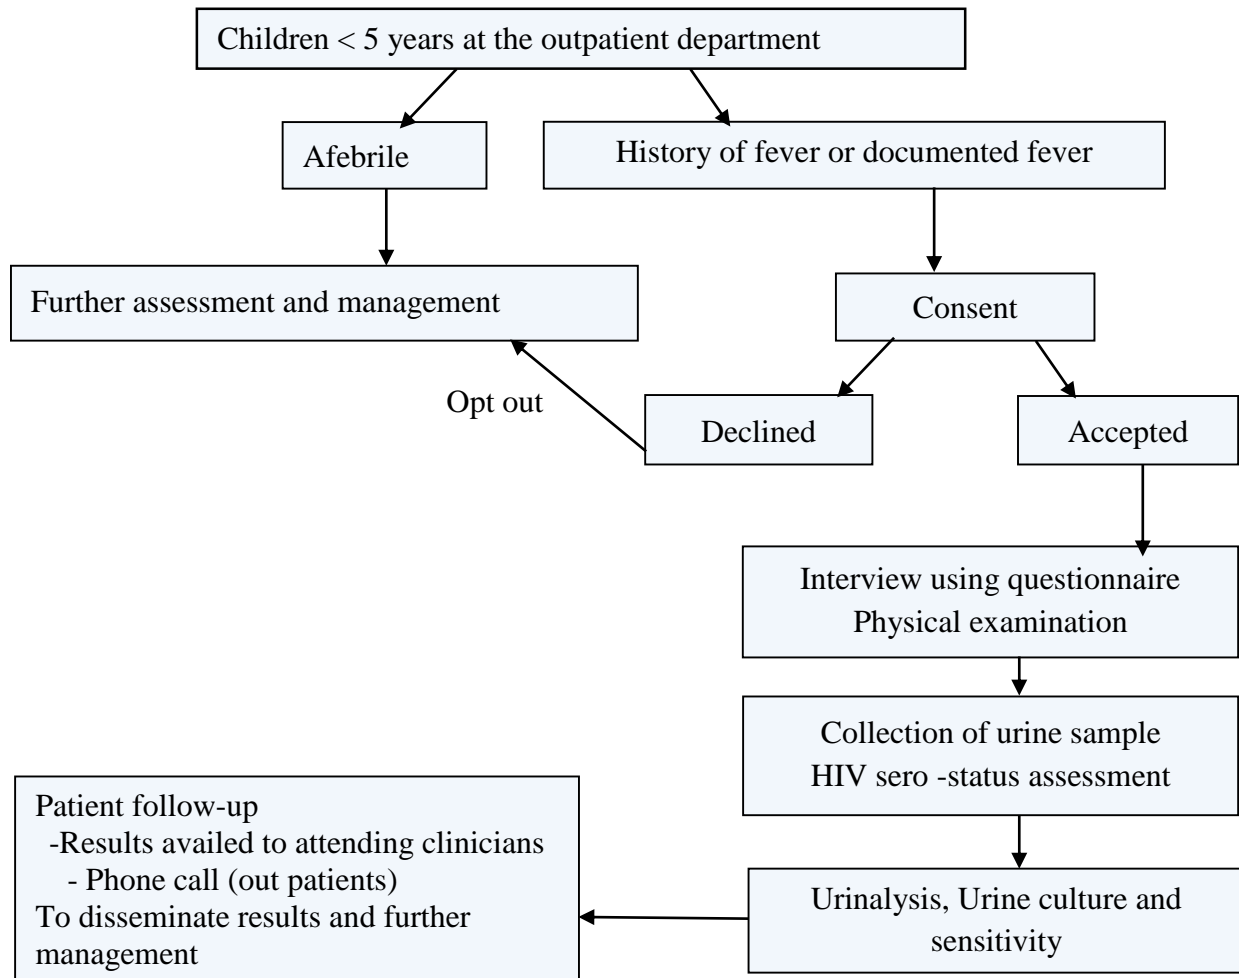 Children < 5 years at the outpatient department
Afebrile
History of fever or documented fever
Further assessment and management
Consent
Opt out
Declined
Accepted
Interview using questionnaire
Physical examination
Collection of urine sample
HIV sero -status assessment
Patient follow-up
-Results availed to attending clinicians
- Phone call (out patients)
To disseminate results and further
management
Urinalysis, Urine culture and
sensitivity